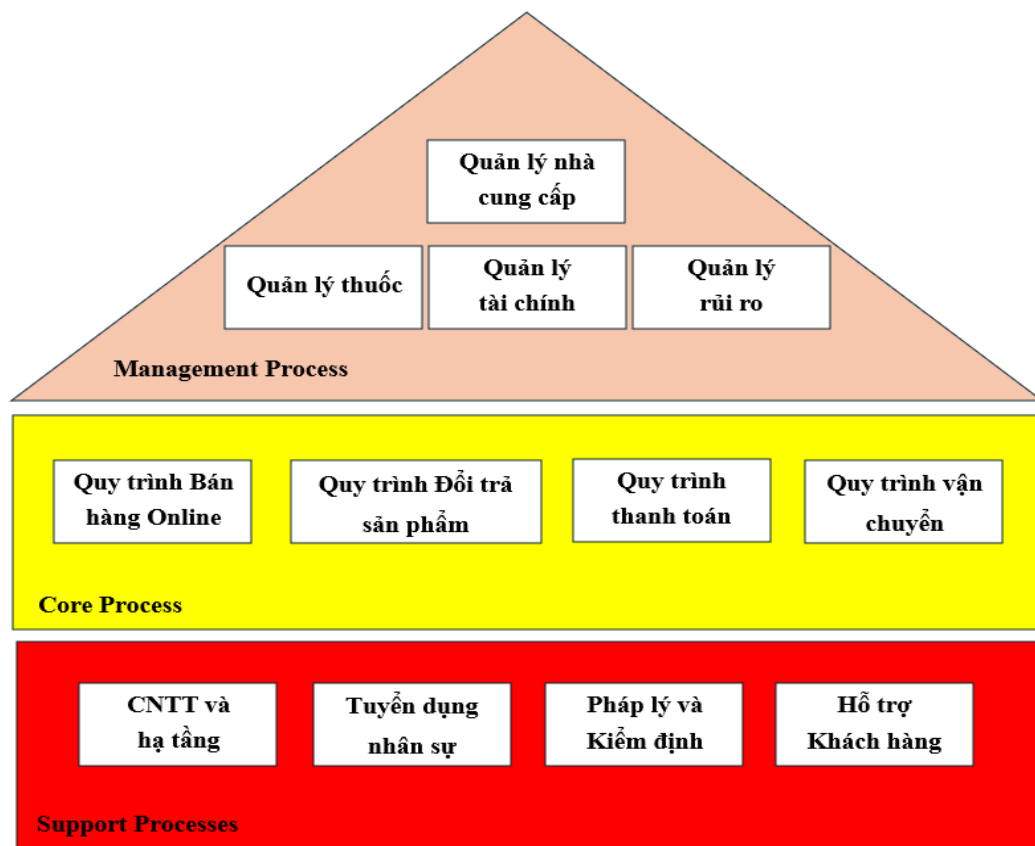 Quản lý nhà
cung cấp
Quản lý thuốc
Quản lý
tài chính
Quản lý
rủi ro
Management Process
Quy trình Bán
hàng Online
Quy trình Đổi trả
sản phẩm
Quy trình
thanh toán
Quy trình vận
chuyển
Core Process
CNTT và
hạ tầng
Tuyển dụng
nhân sự
Pháp lý và
Kiểm định
Hỗ trợ
Khách hàng
Support Processes